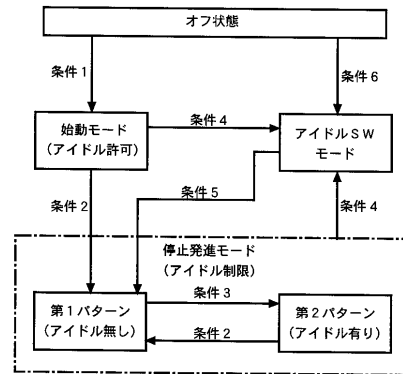 オフ状態
条件１
条件６
始動モード
（アイドル許可）
条件４
アイドルＳＷ
モード
条件２
条件５
条件４
停止発進モード
（アイドル制限）
第１パターン
（アイドル無し）
条件３
条件２
第２パターン
（アイドル有り）